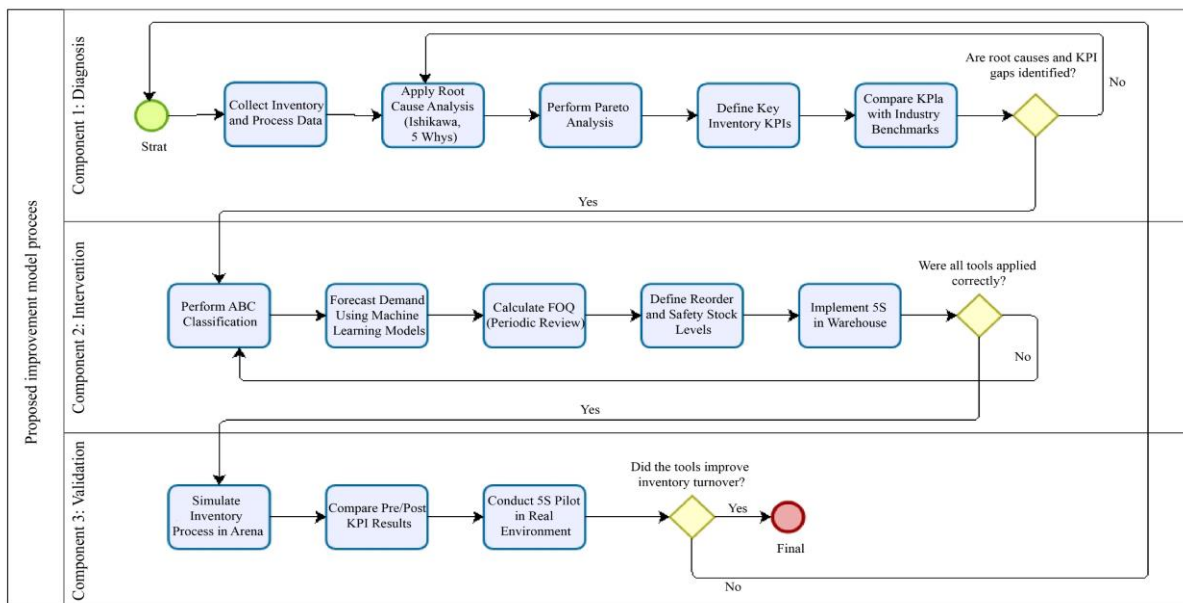 Proposed improvement model procees
Component 1: Diagnosis
Strat
Collect Inventory
and Process Data
Apply Root
Cause Analysis
(Ishikawa,
5 Whys)
Perform Pareto
Analysis
Define Key
Inventory KPIs
Compare KPla
with Industry
Benchmarks
Are root causes and KPI
gaps identified?
No
Yes
Component 2: Intervention
Perform ABC
Classification
Forecast Demand
Using Machine
Learning Models
Calculate FOQ
(Periodic Review)
Define Reorder
and Safety Stock
Levels
Implement 5S
in Warehouse
Were all tools applied
correctly?
No
Yes
Component 3: Validation
Simulate
Inventory
Process in Arena
Compare Pre/Post
KPI Results
Conduct 5S Pilot
in Real
Environment
Did the tools improve
inventory turnover?
Yes
Final
No